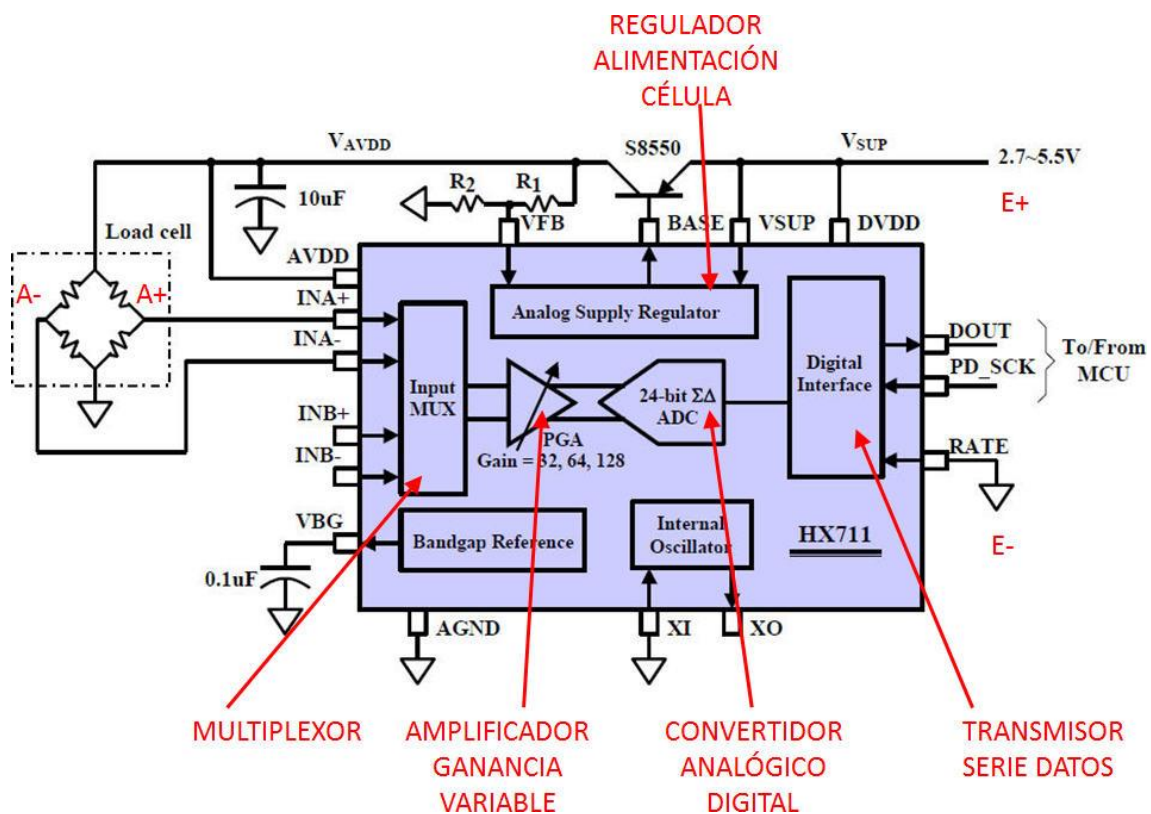 REGULADOR
ALIMENTACIÓN
CÉLULA
VAVDD
S8550
VSUP
2.7~5.5V
E+
10uF
R2
R1
Load cell
VFB
BASE
VSUP
DVDD
AVDD
A-
A+
INA+
INA-
Analog Supply Regulator
DOUT
PD_SCK
To/From
MCU
Input
MUX
24-bit ΣΔ
ADC
Digital
Interface
INB+
INB-
PGA
Gain = 32, 64, 128
RATE
VBG
Bandgap Reference
Internal
Oscillator
HX711
E-
0.1uF
AGND
XI
XO
MULTIPLEXOR
AMPLIFICADOR
GANANCIA
VARIABLE
CONVERTIDOR
ANALÓGICO
DIGITAL
TRANSMISOR
SERIE DATOS